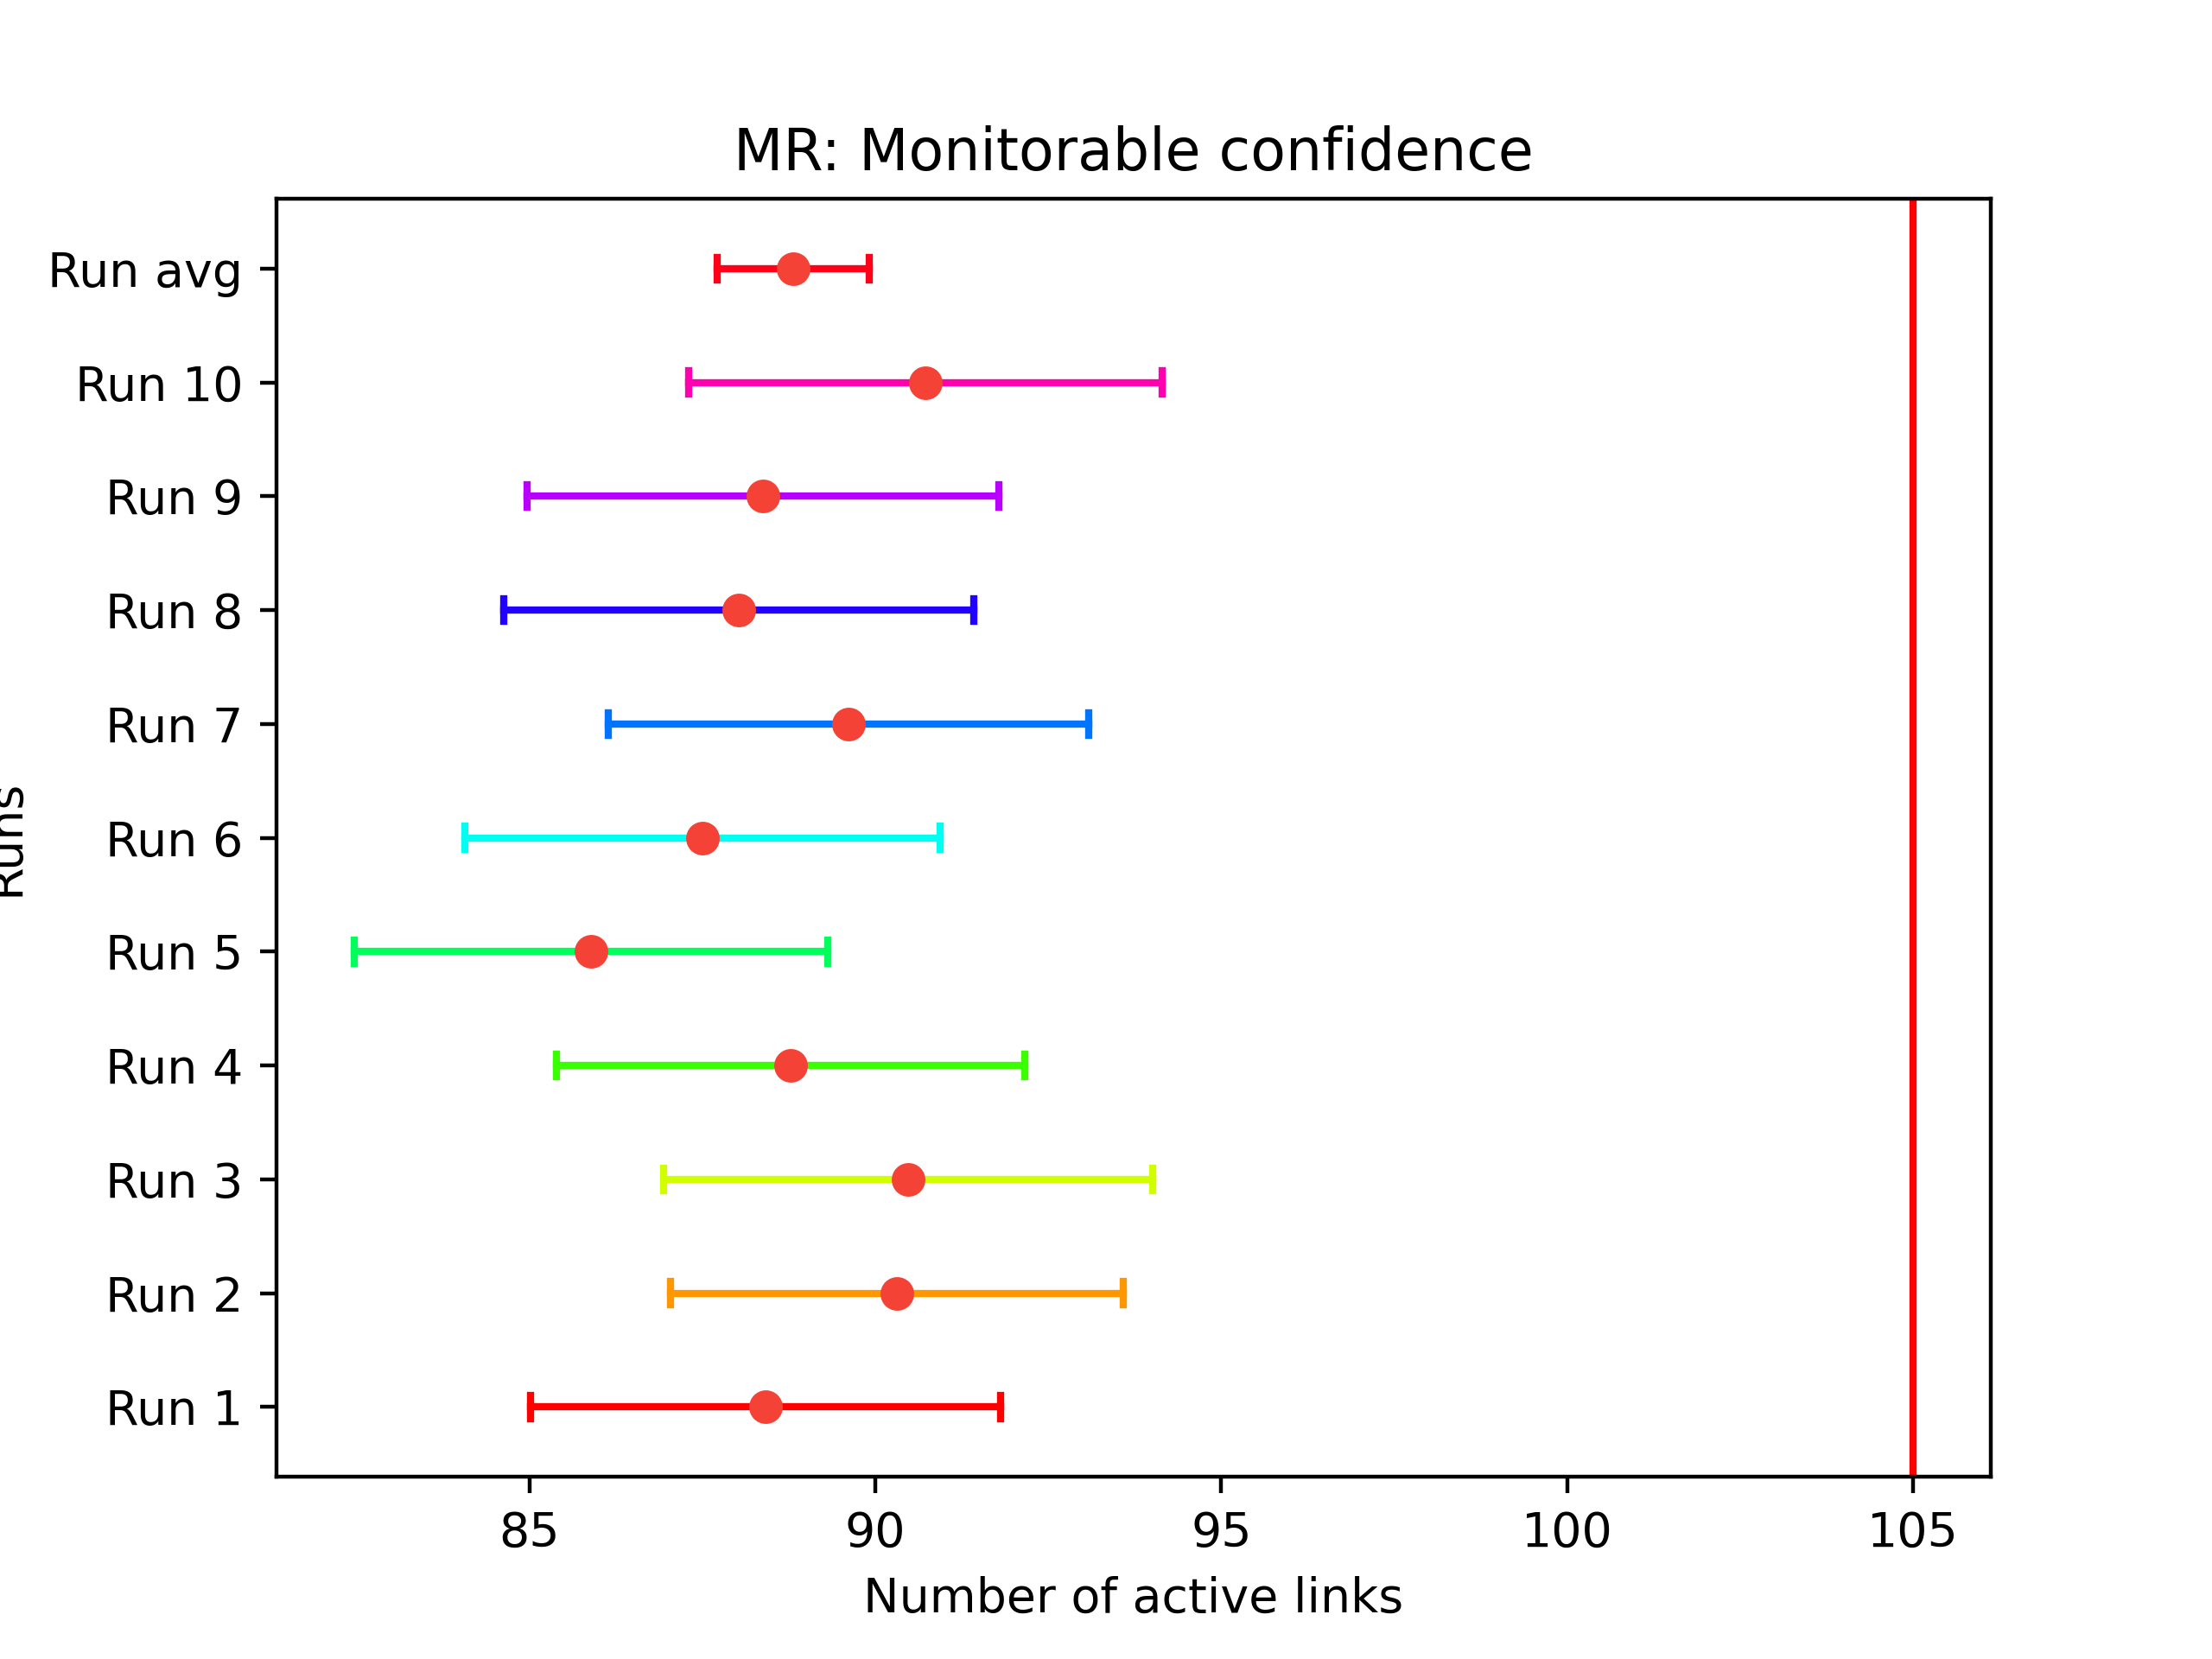 MR: Monitorable confidence
Run avg
Run 10
Run 9
Run 8
Run 7
Run 6
Run 5
Run 4
Run 3
Run 2
Run 1
Runs
85 90 95 100 105
Number of active links